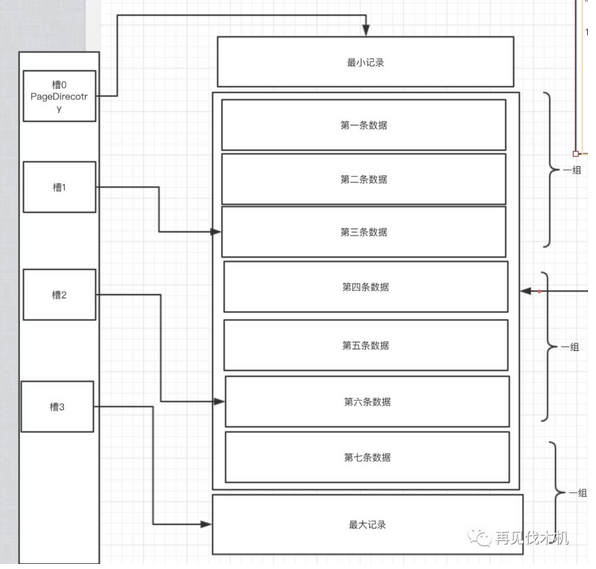 槽0
PageDirecotr
y
最小记录
第一条数据
一组
第二条数据
槽1
第三条数据
第四条数据
槽2
第五条数据
一组
第六条数据
槽3
第七条数据
一组
最大记录
再见伐木机